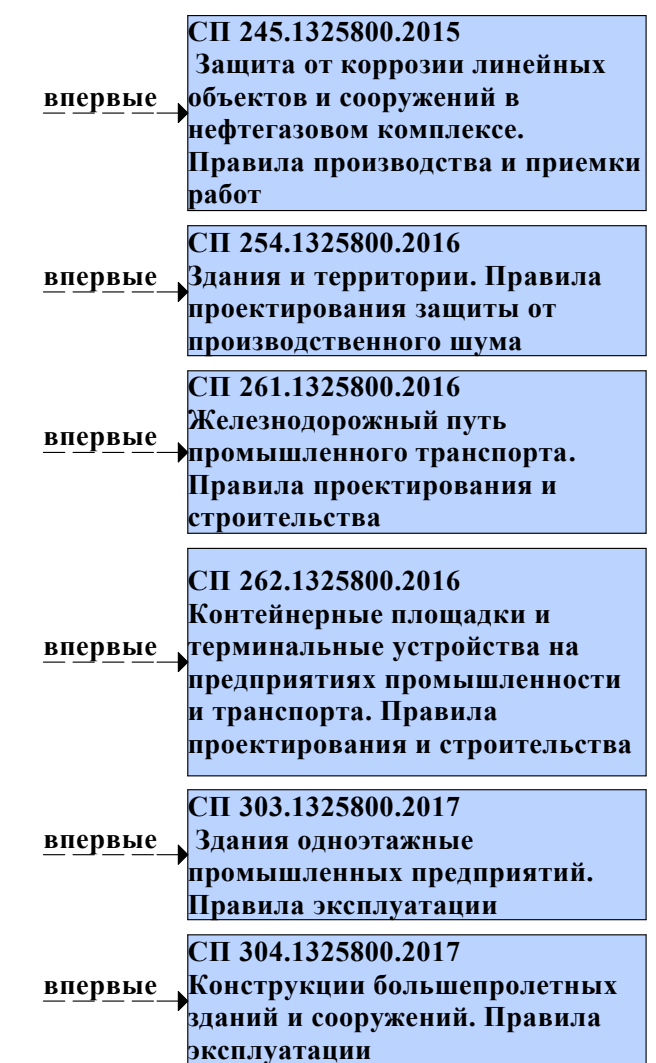 СП 245.1325800.2015
Защита от коррозии линейных
впервые
объектов и сооружений в
нефтегазовом комплексе.
Правила производства и приемки
работ
СП 254.1325800.2016
впервые
Здания и территории. Правила
проектирования защиты от
производственного шума
СП 261.1325800.2016
Железнодорожный путь
впервые
промышленного транспорта.
Правила проектирования и
строительства
СП 262.1325800.2016
Контейнерные площадки и
впервые
терминальные устройства на
предприятиях промышленности
и транспорта. Правила
проектирования и строительства
СП 303.1325800.2017
впервые
Здания одноэтажные
промышленных предприятий.
Правила эксплуатации
СП 304.1325800.2017
впервые
Конструкции большепролетных
зданий и сооружений. Правила
эксплуатации